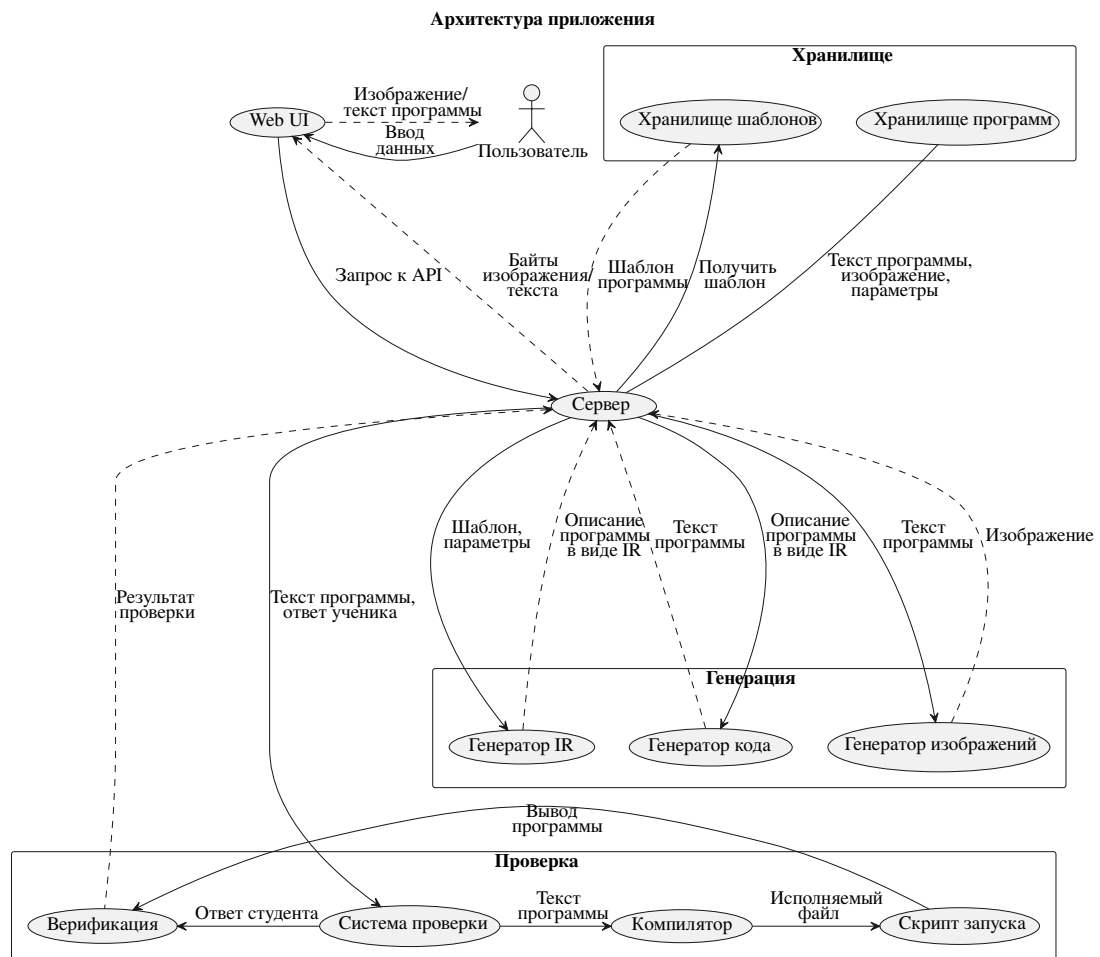 Архитектура приложения
Хранилище
Изображение/
текст программы
Web UI
Ввод
данных
Пользователь
Хранилище шаблонов
Хранилище программ
Запрос к API
Байты
изображения/
текста
Шаблон
программы
Получить
шаблон
Текст программы,
изображение,
параметры
Сервер
Шаблон,
параметры
Описание
программы
в виде IR
Текст
программы
Описание
программы
в виде IR
Текст
программы
Изображение
Результат
проверки
Текст программы,
ответ ученика
Генерация
Генератор IR
Генератор кода
Генератор изображений
Вывод
программы
Проверка
Верификация
Ответ студента
Система проверки
Текст
программы
Компилятор
Исполняемый
файл
Скрипт запуска